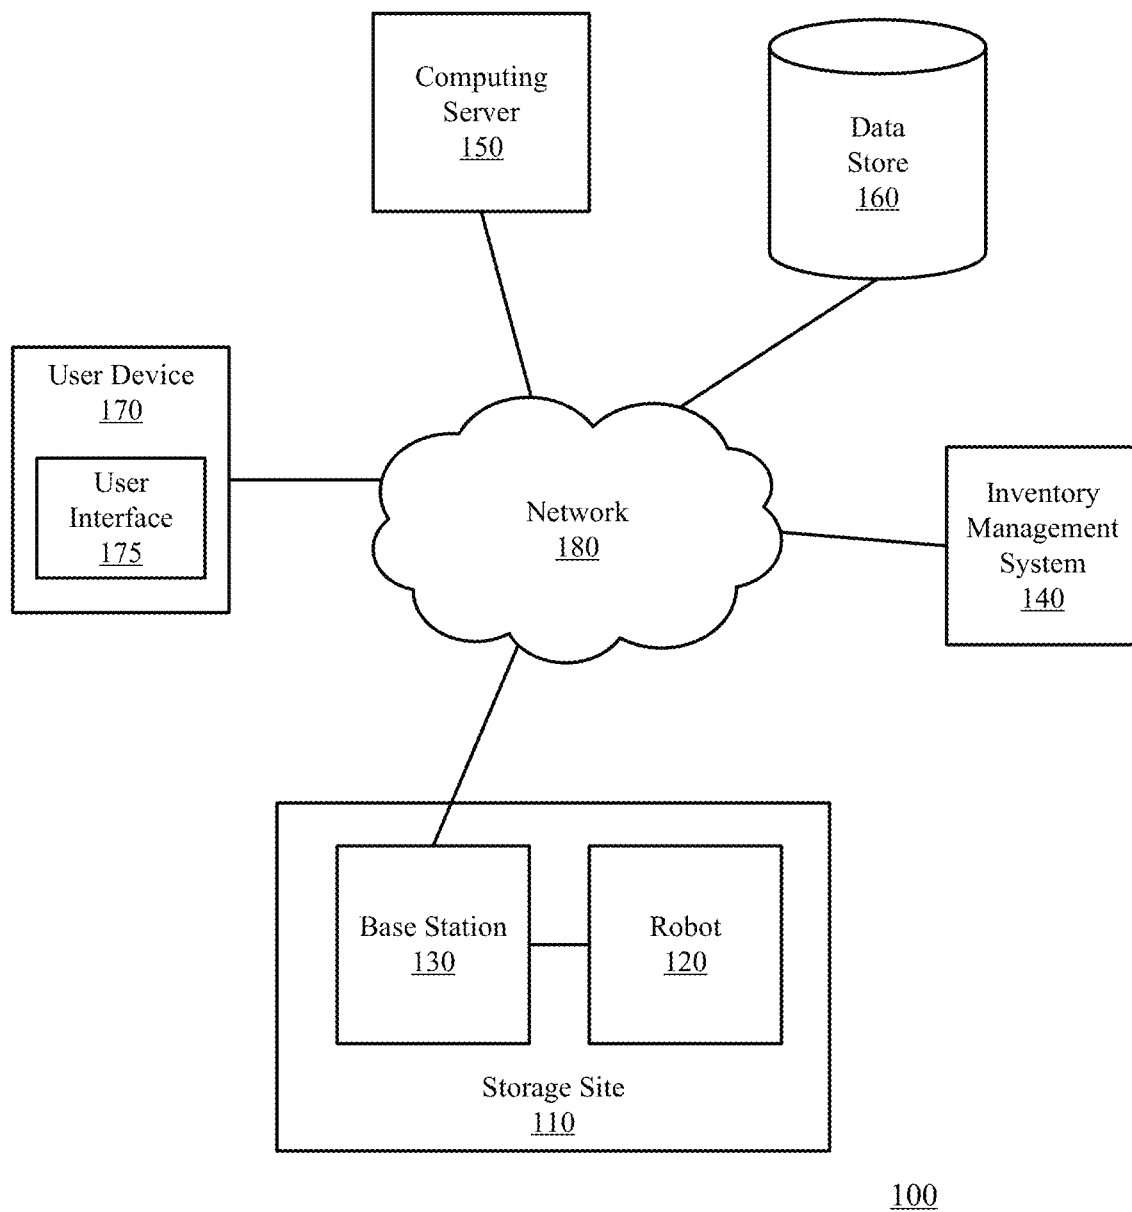 Computing
Server
150
Data
Store
160
User Device
170
User
Interface
175
Network
180
Inventory
Management
System
140
Base Station
130
Robot
120
Storage Site
110
100